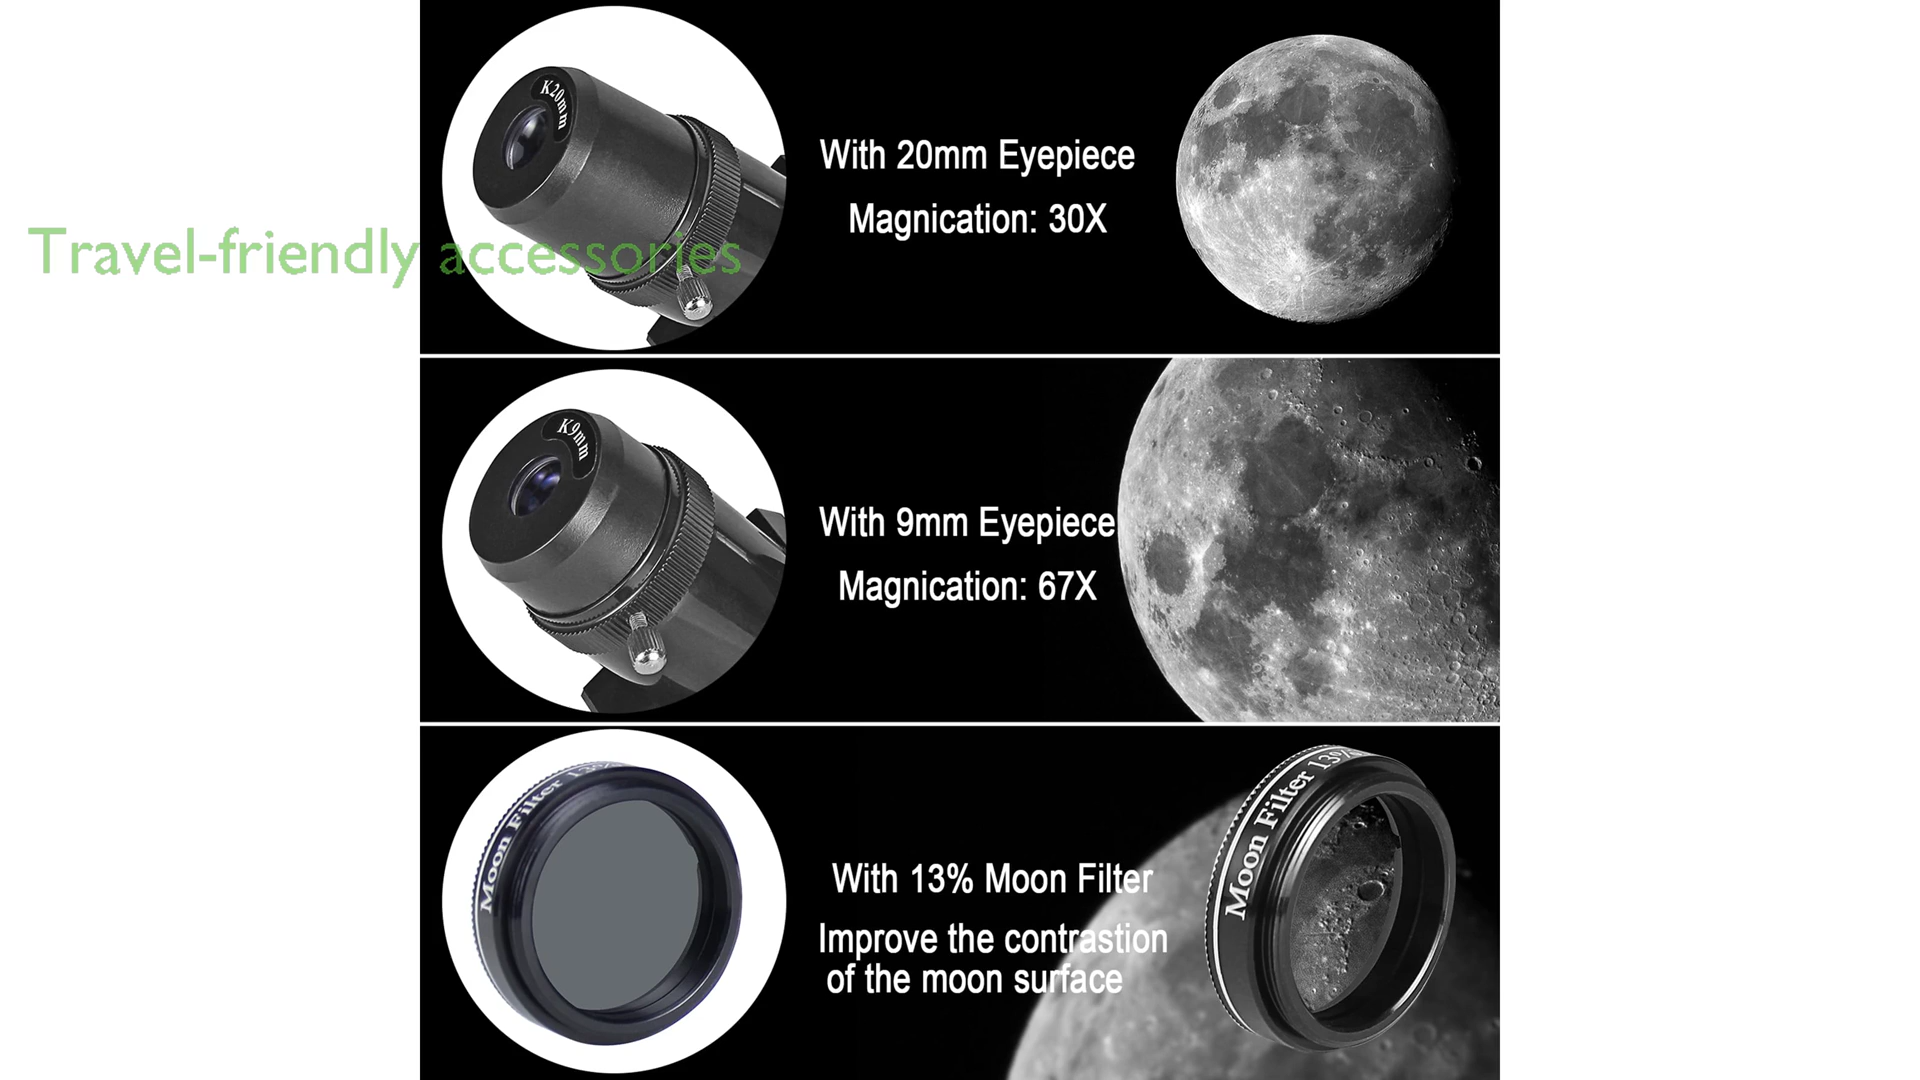 K20mm
With 20mm Eyepiece
Magnication: 30X
Travel-friendly accessories
K9mm
With 9mm Eyepiece
Magnication: 67X
Moon Filter 13%
With 13% Moon Filter
Improve the contrastion
of the moon surface
Moon Filter 13%